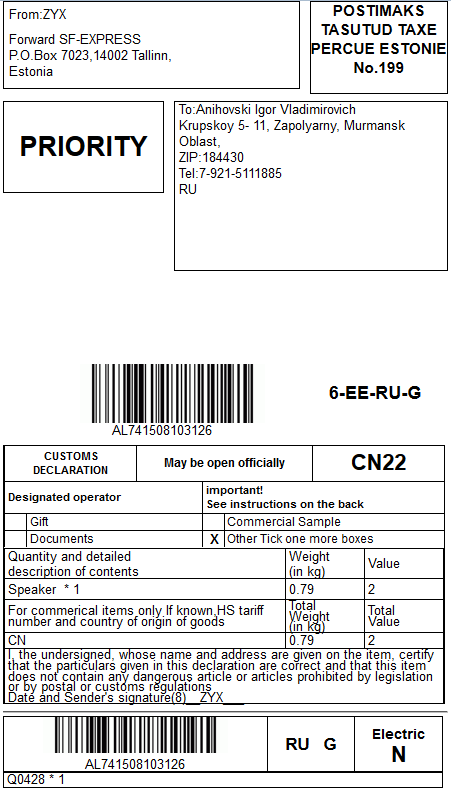 From:ZYX
Forward SF-EXPRESS
P.O.Box 7023,14002 Tallinn,
Estonia
POSTIMAKS
TASUTUD TAXE
PERCUE ESTONIE
No.199
PRIORITY
To:Anihovski Igor Vladimirovich
Krupskoy 5- 11, Zapolyarny, Murmansk
Oblast,
ZIP:184430
Tel:7-921-5111885
RU
AL741508103126
6-EE-RU-G
CUSTOMS
DECLARATION
May be open officially
CN22
Designated operator
important!
See instructions on the back
Gift
Commercial Sample
Documents
X Other Tick one more boxes
Quantity and detailed
description of contents
Weight
(in kg)
Value
Speaker * 1
0.79
2
For commerical items only If known,HS tariff
number and country of origin of goods
Total
Weight
(in kg)
Total
Value
CN
0.79
2
I, the undersigned, whose name and address are given on the item, certify
that the particulars given in this declaration are correct and that this item
does not contain any dangerous article or articles prohibited by legislation
or by postal or customs regulations
Date and Sender's signature(8)__ZYX___
AL741508103126
RU G
Electric
N
Q0428 * 1